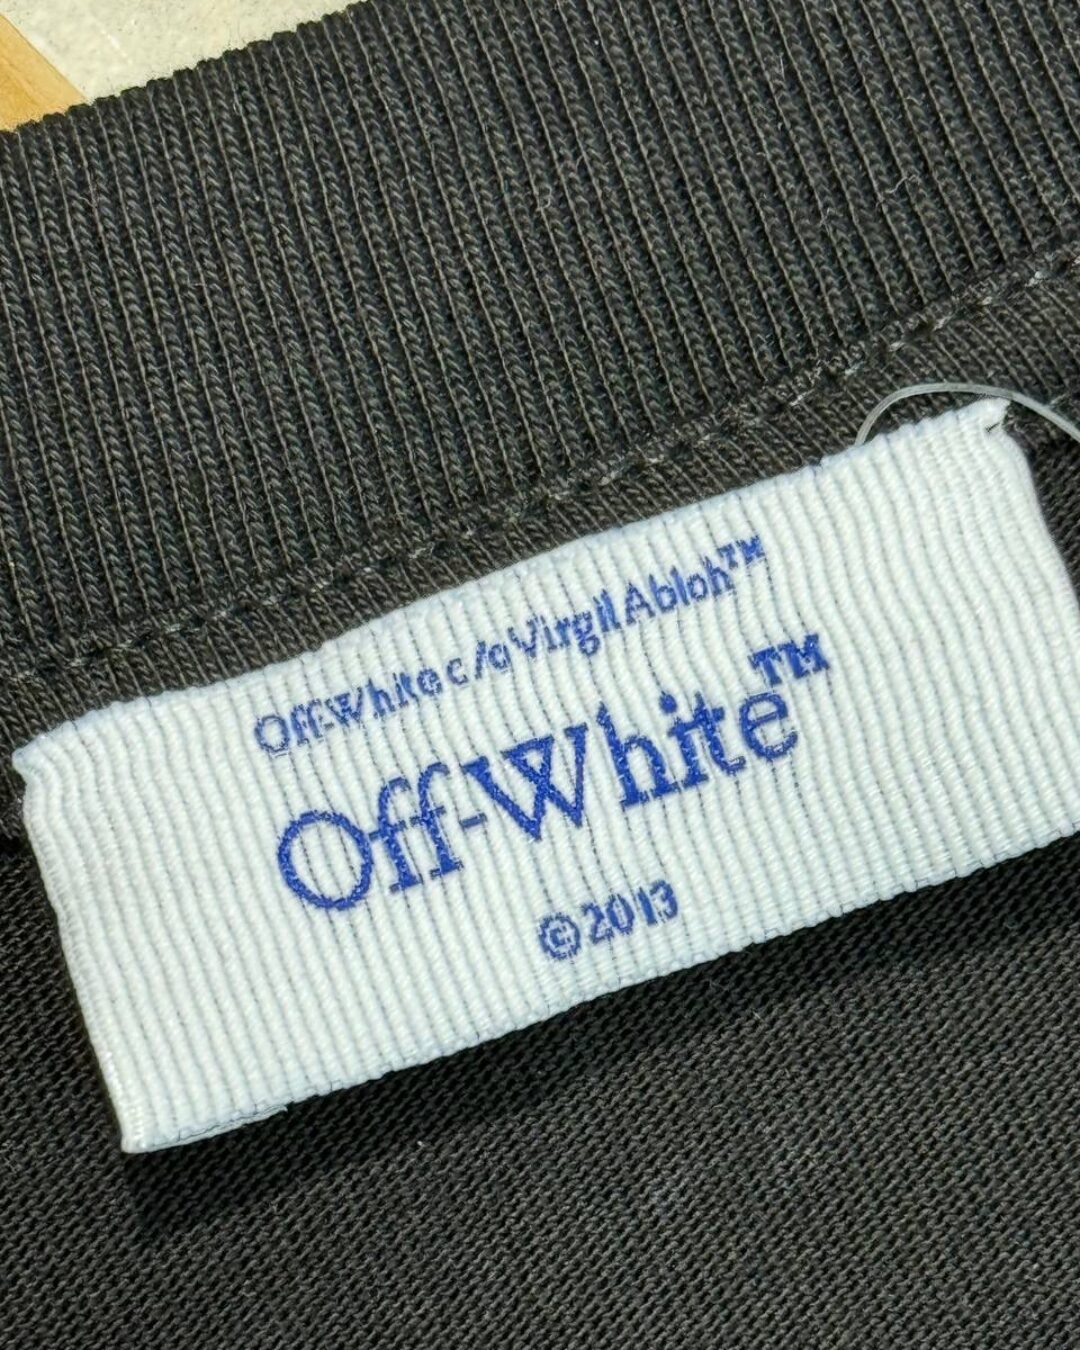 Off-White c/o Virgil Abloh™
Off-White™
©2013